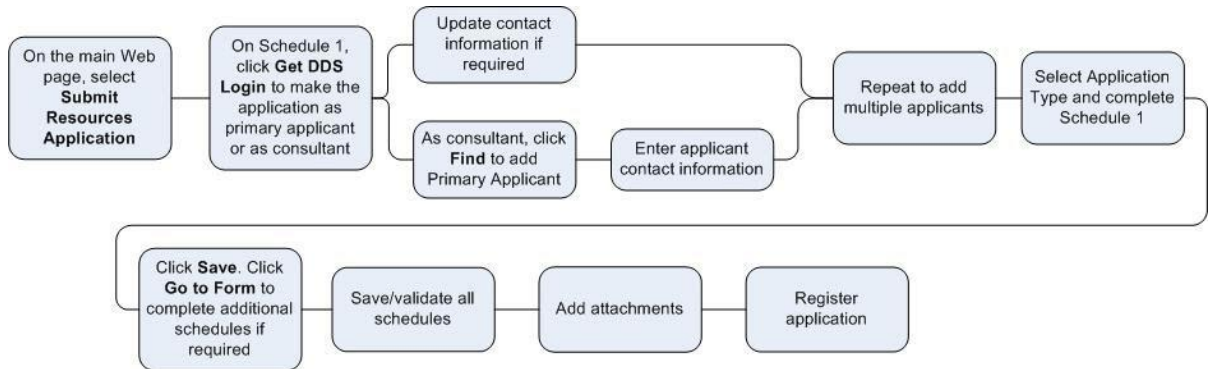 On the main Web
page, select
Submit
Resources
Application
On Schedule 1,
click Get DDS
Login to make the
application as
primary applicant
or as consultant
Update contact
information if
required
As consultant, click
Find to add
Primary Applicant
Enter applicant
contact information
Repeat to add
multiple applicants
Select Application
Type and complete
Schedule 1
Click Save. Click
Go to Form to
complete additional
schedules if
required
Save/validate all
schedules
Add attachments
Register
application